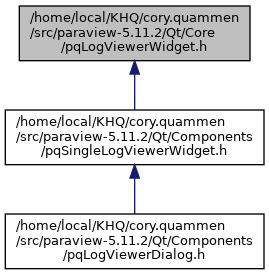 /home/local/KHQ/cory.quammen
/src/paraview-5.11.2/Qt/Core
/pqLogViewerWidget.h
/home/local/KHQ/cory.quammen
/src/paraview-5.11.2/Qt/Components
/pqSingleLogViewerWidget.h
/home/local/KHQ/cory.quammen
/src/paraview-5.11.2/Qt/Components
/pqLogViewerDialog.h